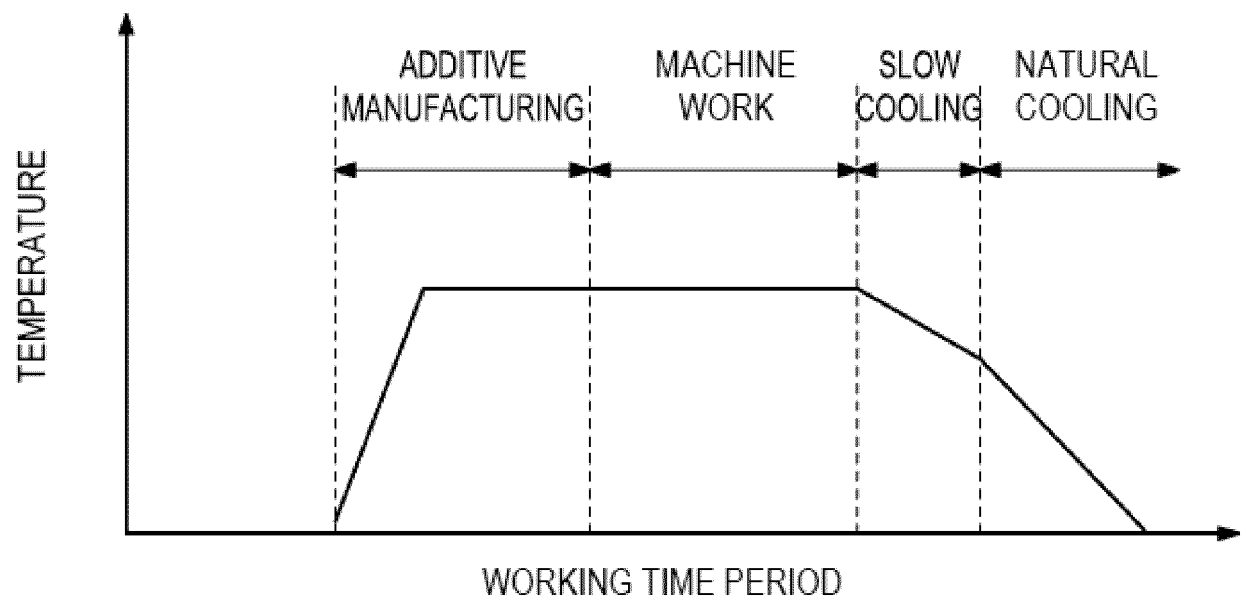 ADDITIVE
MANUFACTURING
MACHINE
WORK
SLOW
COOLING
NATURAL
COOLING
TEMPERATURE
WORKING TIME PERIOD